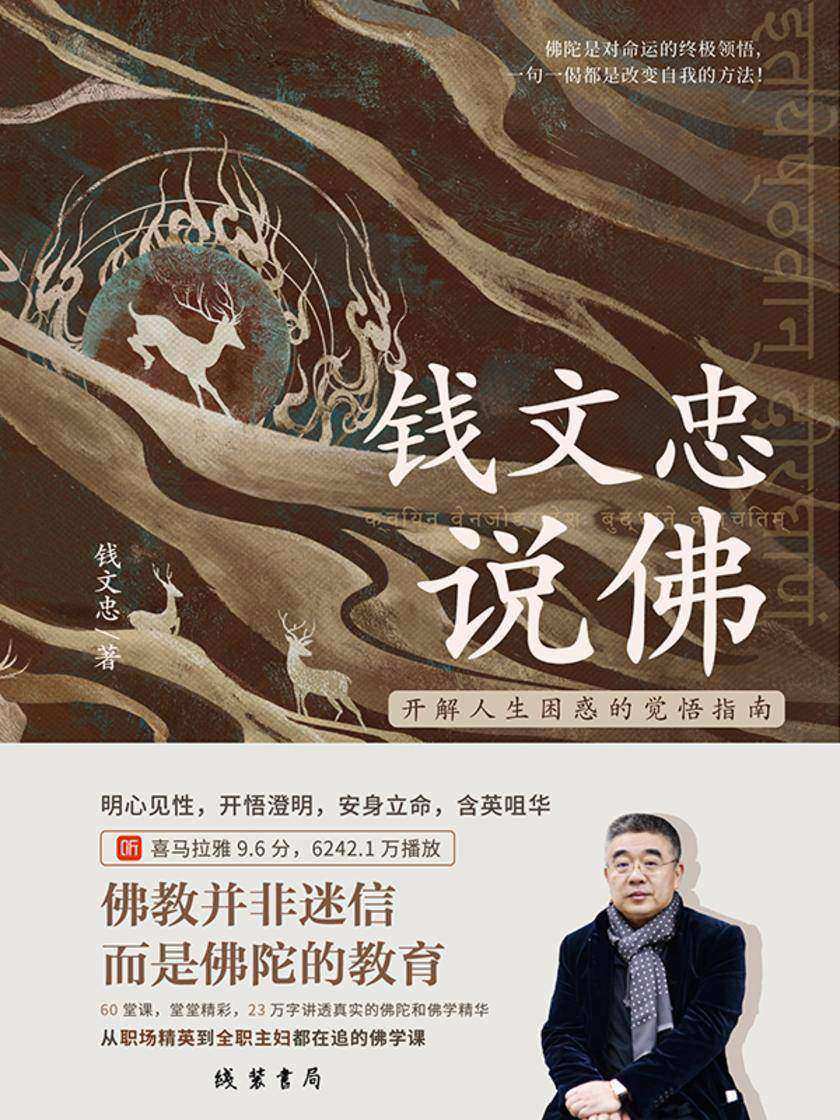 佛陀是对命运的终极领悟，
一句一偈都是改变自我的方法！
钱文忠
说佛
钱文忠/著
开解人生困惑的觉悟指南
明心见性，开悟澄明，安身立命，含英咀华
听 喜马拉雅 9.6 分，6242.1 万播放
佛教并非迷信
而是佛陀的教育
60 堂课，堂堂精彩，23 万字讲透真实的佛陀和佛学精华
从职场精英到全职主妇都在追的佛学课
线装书局